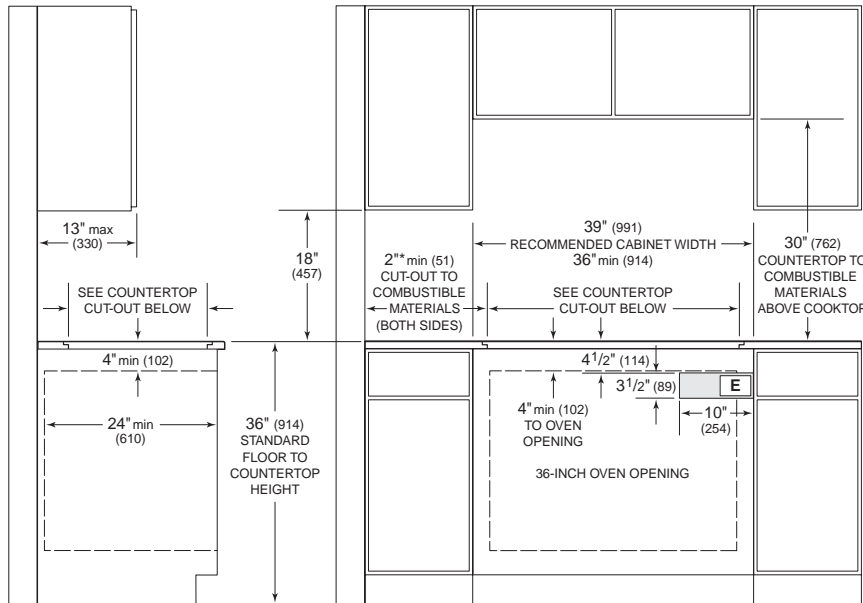 13" max
(330)
SEE COUNTERTOP
CUT-OUT BELOW
4" min (102)
24" min
(610)
18"
(457)
36" (914)
STANDARD
FLOOR TO
COUNTERTOP
HEIGHT
2"* min (51)
CUT-OUT TO
COMBUSTIBLE
MATERIALS
(BOTH SIDES)
39" (991)
RECOMMENDED CABINET WIDTH
36" min (914)
SEE COUNTERTOP
CUT-OUT BELOW
30" (762)
COUNTERTOP TO
COMBUSTIBLE
MATERIALS
ABOVE COOKTOP
4 1/2" (114)
3 1/2" (89)
E
4" min (102)
TO OVEN
OPENING
10"
(254)
36-INCH OVEN OPENING